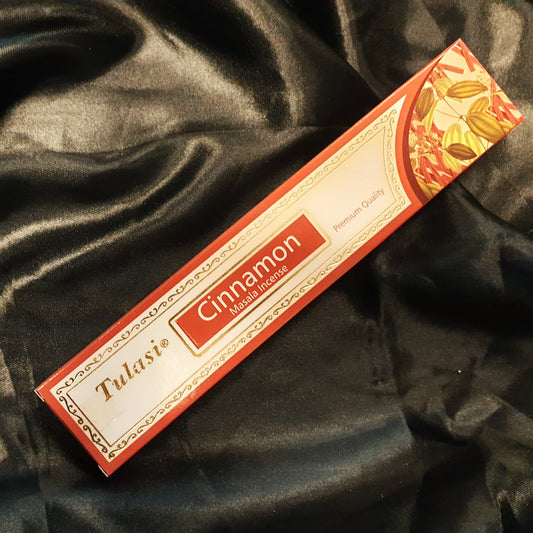 Tulasi®
Cinnamon
Masala Incense
Premium Quality